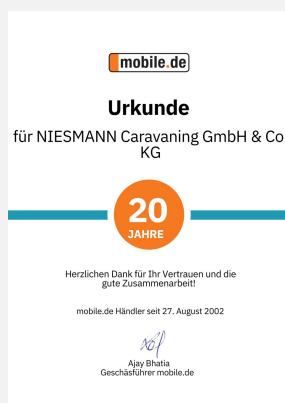 mobile.de
Urkunde
für NIESMANN Caravaning GmbH & Co
KG
20
JAHRE
Herzlichen Dank für Ihr Vertrauen und die
gute Zusammenarbeit!
mobile.de Händler seit 27. August 2002
Ajay Bhatia
Geschäsführer mobile.de